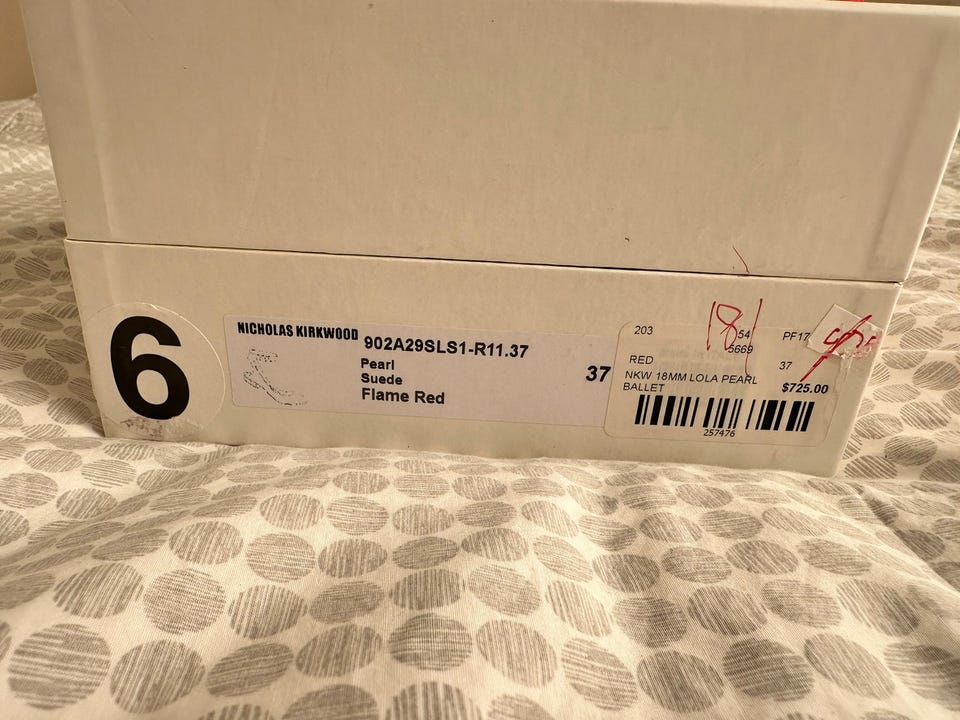 6
NICHOLAS KIRKWOOD 902A29SLS1-R11.37
Pearl
Suede
Flame Red
37
203 54 PF17
5669
RED 37
NKW 18MM LOLA PEARL
BALLET $725.00
257476